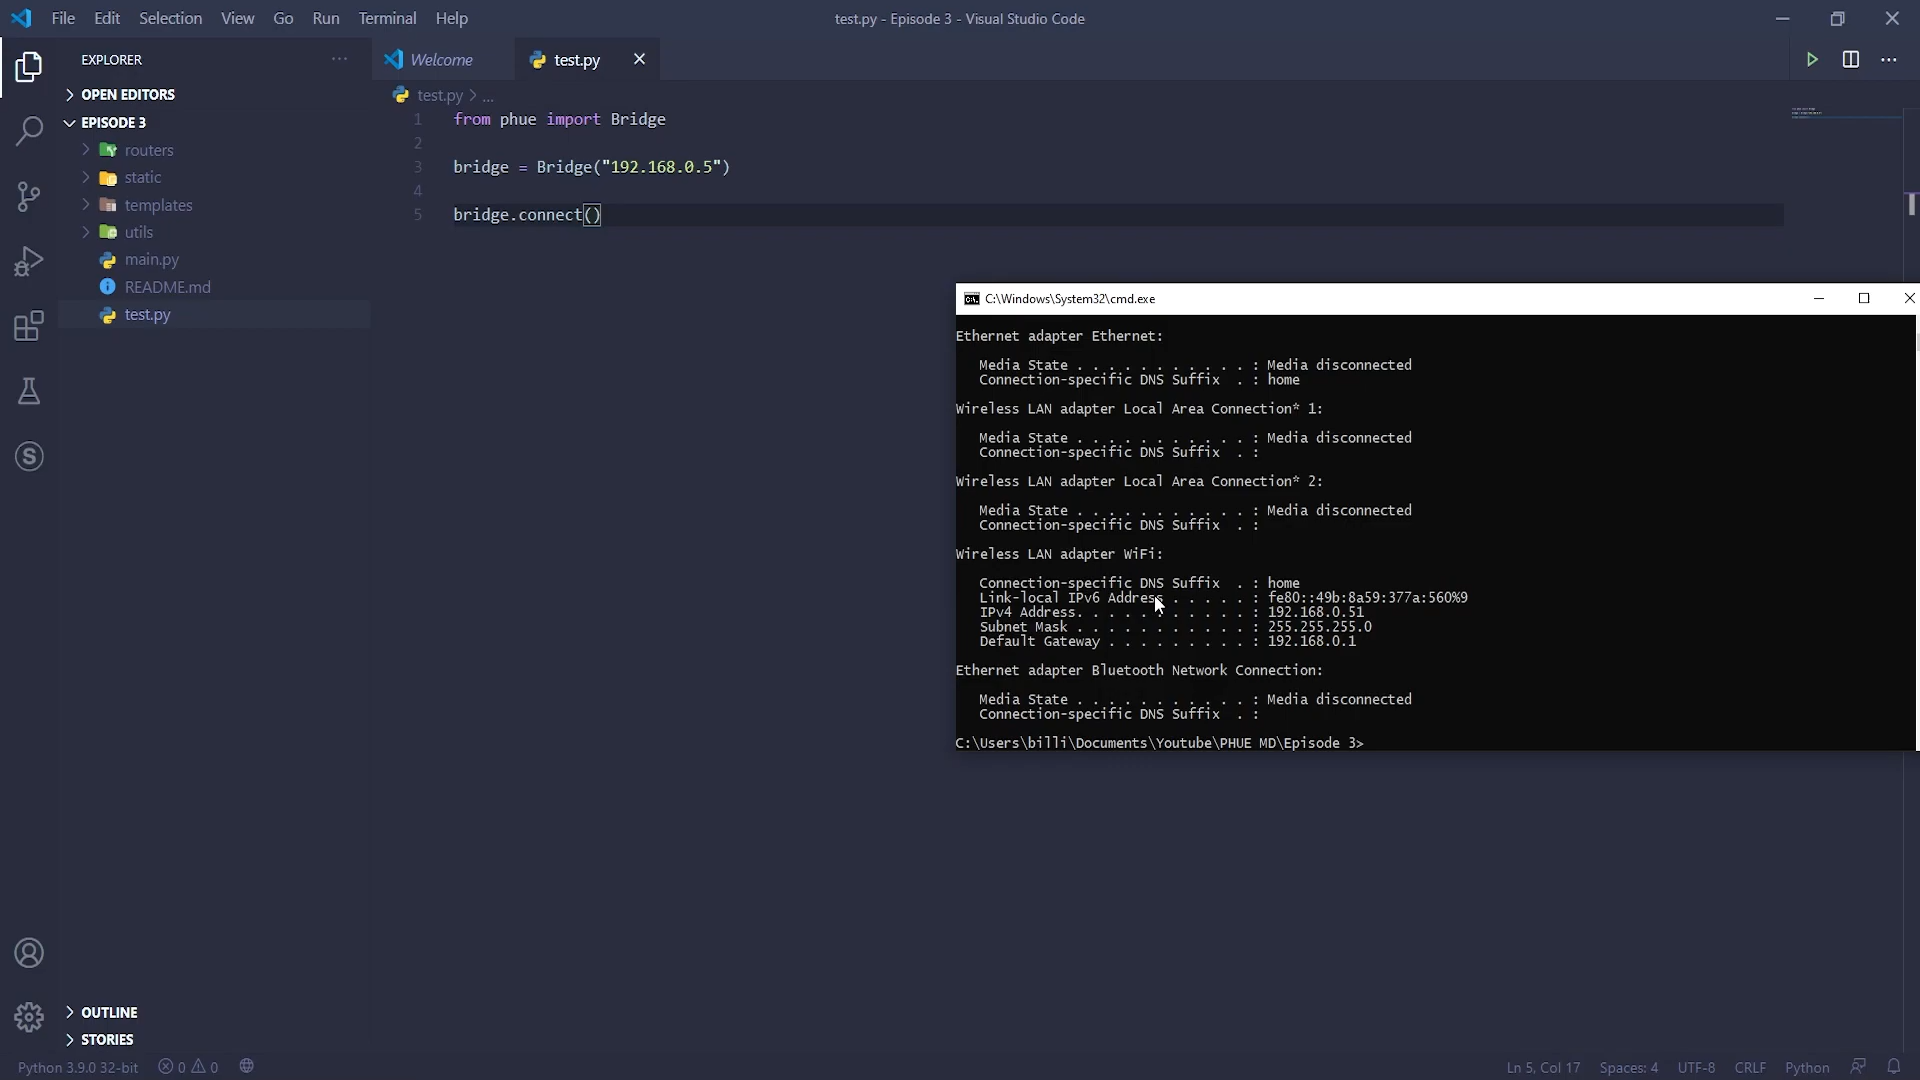 File Edit Selection View Go Run Terminal Help
test.py - Episode 3 - Visual Studio Code
EXPLORER
OPEN EDITORS
EPISODE 3
routers
static
templates
utils
main.py
README.md
test.py
OUTLINE
STORIES
Welcome
test.py
test.py > ...
1 from phue import Bridge
2
3 bridge = Bridge("192.168.0.5")
4
5 bridge.connect()
C:\Windows\System32\cmd.exe
Ethernet adapter Ethernet:
Media State . . . . . . . . . . . : Media disconnected
Connection-specific DNS Suffix  . : home
Wireless LAN adapter Local Area Connection* 1:
Media State . . . . . . . . . . . : Media disconnected
Connection-specific DNS Suffix  . :
Wireless LAN adapter Local Area Connection* 2:
Media State . . . . . . . . . . . : Media disconnected
Connection-specific DNS Suffix  . :
Wireless LAN adapter WiFi:
Connection-specific DNS Suffix  . : home
Link-local IPv6 Address . . . . . : fe80::49b:8a59:377a:560%9
IPv4 Address. . . . . . . . . . . : 192.168.0.51
Subnet Mask . . . . . . . . . . . : 255.255.255.0
Default Gateway . . . . . . . . . : 192.168.0.1
Ethernet adapter Bluetooth Network Connection:
Media State . . . . . . . . . . . : Media disconnected
Connection-specific DNS Suffix  . :
C:\Users\billi\Documents\Youtube\PHUE MD\Episode 3>
Python 3.9.0 32-bit 0 0
Ln 5, Col 17 Spaces: 4 UTF-8 CRLF Python